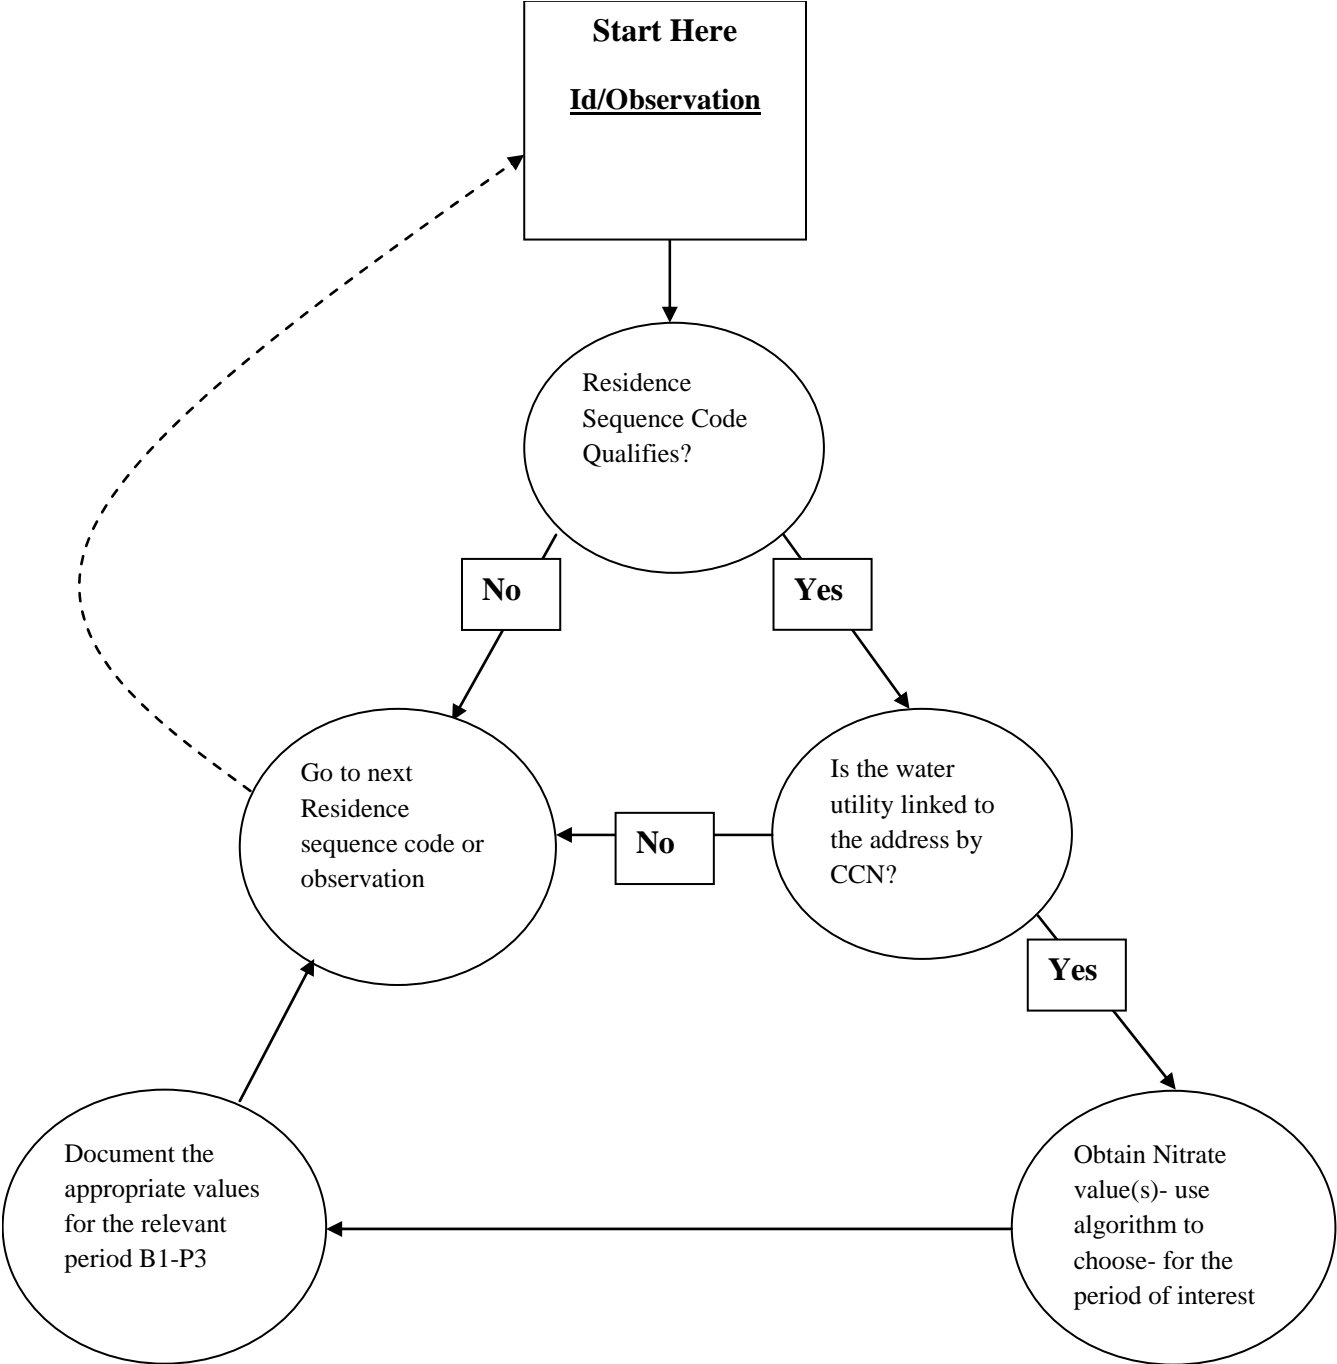 Start Here
Id/Observation
Residence
Sequence Code
Qualifies?
No
Yes
Go to next
Residence
sequence code or
observation
No
Is the water
utility linked to
the address by
CCN?
Yes
Document the
appropriate values
for the relevant
period B1-P3
Obtain Nitrate
value(s)- use
algorithm to
choose- for the
period of interest